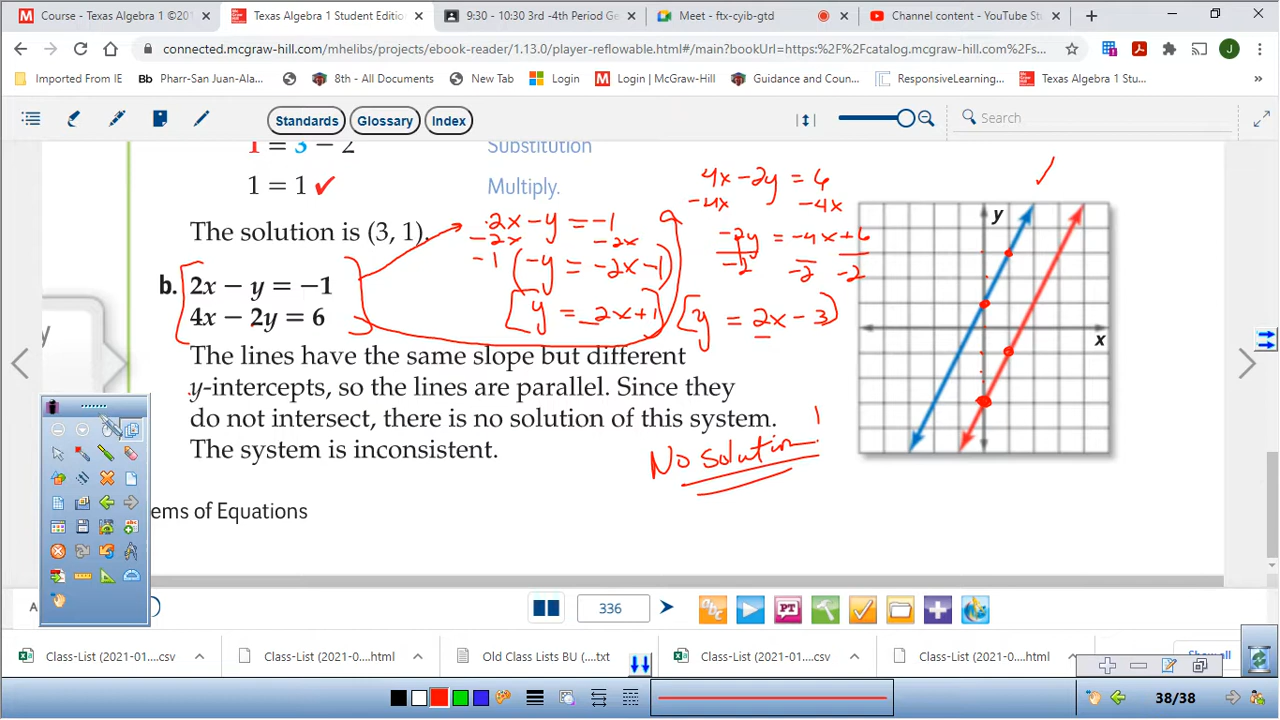 Course - Texas Algebra 1 ©201
Texas Algebra 1 Student Editio
9:30 - 10:30 3rd -4th Period Ge
Meet - ftx-cyib-gtd
Channel content - YouTube St
connected.mcgraw-hill.com/mhelibs/projects/ebook-reader/1.13.0/player-reflowable.html#/main?bookUrl=https:%2F%2Fcatalog.mcgraw-hill.com%2Fs...
J
Imported From IE
Bb Pharr-San Juan-Ala...
8th - All Documents
New Tab
Login
Login | McGraw-Hill
Guidance and Coun...
ResponsiveLearning...
Texas Algebra 1 Stu...
»
Standards
Glossary
Index
Search
1 = 3 − 2
Substitution
1 = 1 ✓
Multiply.
The solution is (3, 1).
b. 2x − y = −1
4x − 2y = 6
2x - y = -1
-2x -2x
-1 (-y = -2x - 1)
[y = 2x+1]
4x - 2y = 6
-4x -4x
-2y = -4x + 6
-2 -2 -2
[y = 2x - 3)
y
x
y
The lines have the same slope but different
y-intercepts, so the lines are parallel. Since they
do not intersect, there is no solution of this system.
The system is inconsistent.
No solution!
ems of Equations
A
336
abc
PT
Class-List (2021-01....csv
Class-List (2021-0....html
Old Class Lists BU (...).txt
Class-List (2021-01....csv
Class-List (2021-0....html
Show all
38/38